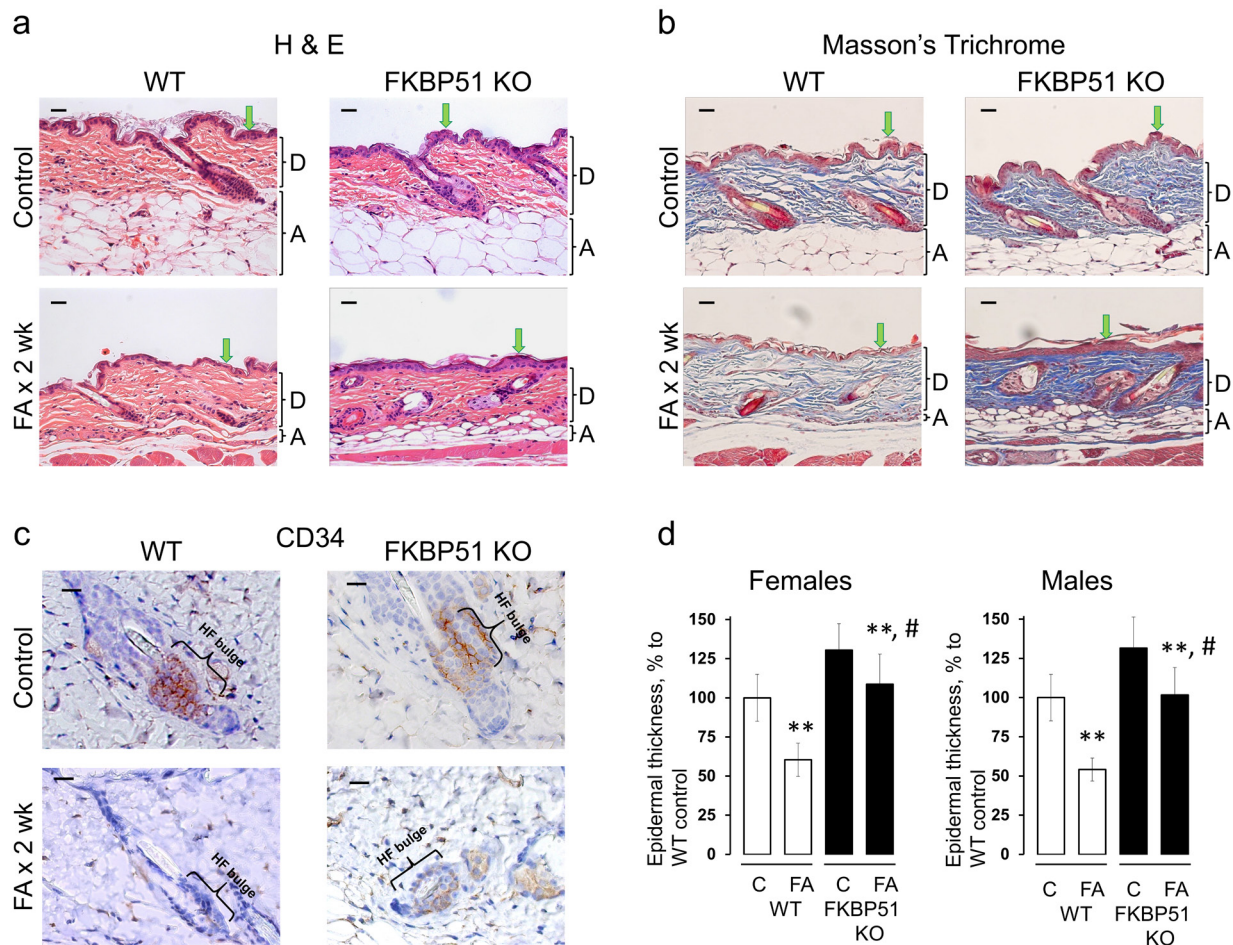 a
H & E
WT
FKBP51 KO
Control
D
A
D
A
FA x 2 wk
D
A
D
A
b
Masson's Trichrome
WT
FKBP51 KO
Control
D
A
D
A
FA x 2 wk
D
A
D
A
c
CD34
WT
FKBP51 KO
Control
HF bulge
HF bulge
FA x 2 wk
HF bulge
HF bulge
d
Females
Epidermal thickness, % to
WT control
150
125
100
75
50
25
0
**
**, #
C FA C FA
WT FKBP51
KO
Males
Epidermal thickness, % to
WT control
150
125
100
75
50
25
0
**
**, #
C FA C FA
WT FKBP51
KO